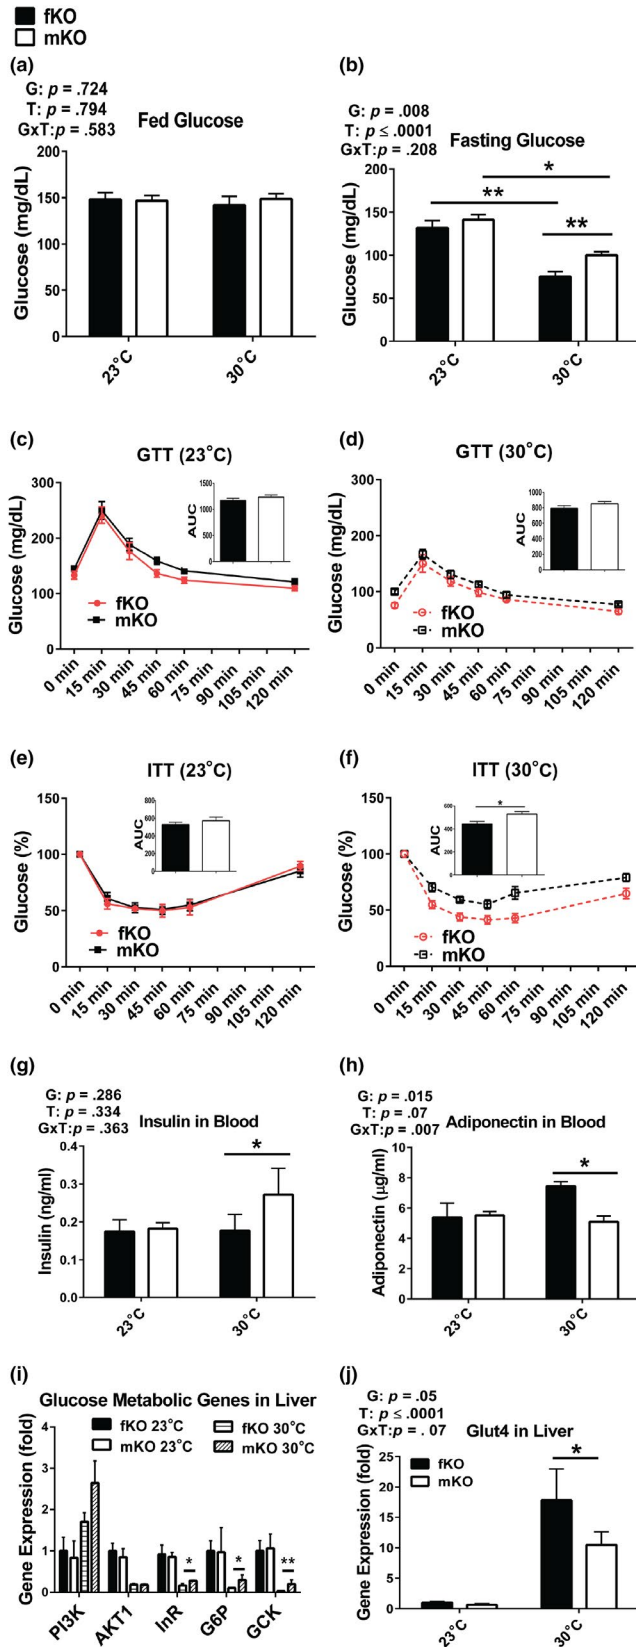 fKO
mKO
(a)
G: p = .724
T: p = .794
GxT:p = .583
Fed Glucose
Glucose (mg/dL)
200
150
100
50
0
23°C
30°C
(b)
G: p = .008
T: p ≤ .0001
GxT:p = .208
Fasting Glucose
Glucose (mg/dL)
200
150
100
50
0
**
*
**
23°C
30°C
(c)
GTT (23°C)
Glucose (mg/dL)
300
200
100
0
AUC
1500
1000
500
0
fKO
mKO
0 min
15 min
30 min
45 min
60 min
75 min
90 min
105 min
120 min
(d)
GTT (30°C)
Glucose (mg/dL)
300
200
100
0
AUC
1000
800
600
400
200
0
fKO
mKO
0 min
15 min
30 min
45 min
60 min
75 min
90 min
105 min
120 min
(e)
ITT (23°C)
Glucose (%)
150
100
50
0
AUC
800
600
400
200
0
fKO
mKO
0 min
15 min
30 min
45 min
60 min
75 min
90 min
105 min
120 min
(f)
ITT (30°C)
Glucose (%)
150
100
50
0
AUC
600
400
200
0
*
fKO
mKO
0 min
15 min
30 min
45 min
60 min
75 min
90 min
105 min
120 min
(g)
G: p = .286
T: p = .334
GxT:p = .363
Insulin in Blood
Insulin (ng/ml)
0.4
0.3
0.2
0.1
0.0
*
23°C
30°C
(h)
G: p = .015
T: p = .07
GxT:p = .007
Adiponectin in Blood
Adiponectin (µg/ml)
10
8
6
4
2
0
*
23°C
30°C
(i)
Glucose Metabolic Genes in Liver
fKO 23°C
fKO 30°C
mKO 23°C
mKO 30°C
Gene Expression (fold)
4
3
2
1
0
*
*
**
PI3K
AKT1
InR
G6P
GCK
(j)
G: p = .05
T: p ≤ .0001
GxT:p = . 07
Glut4 in Liver
fKO
mKO
Gene Expression (fold)
25
20
15
10
5
0
*
23°C
30°C